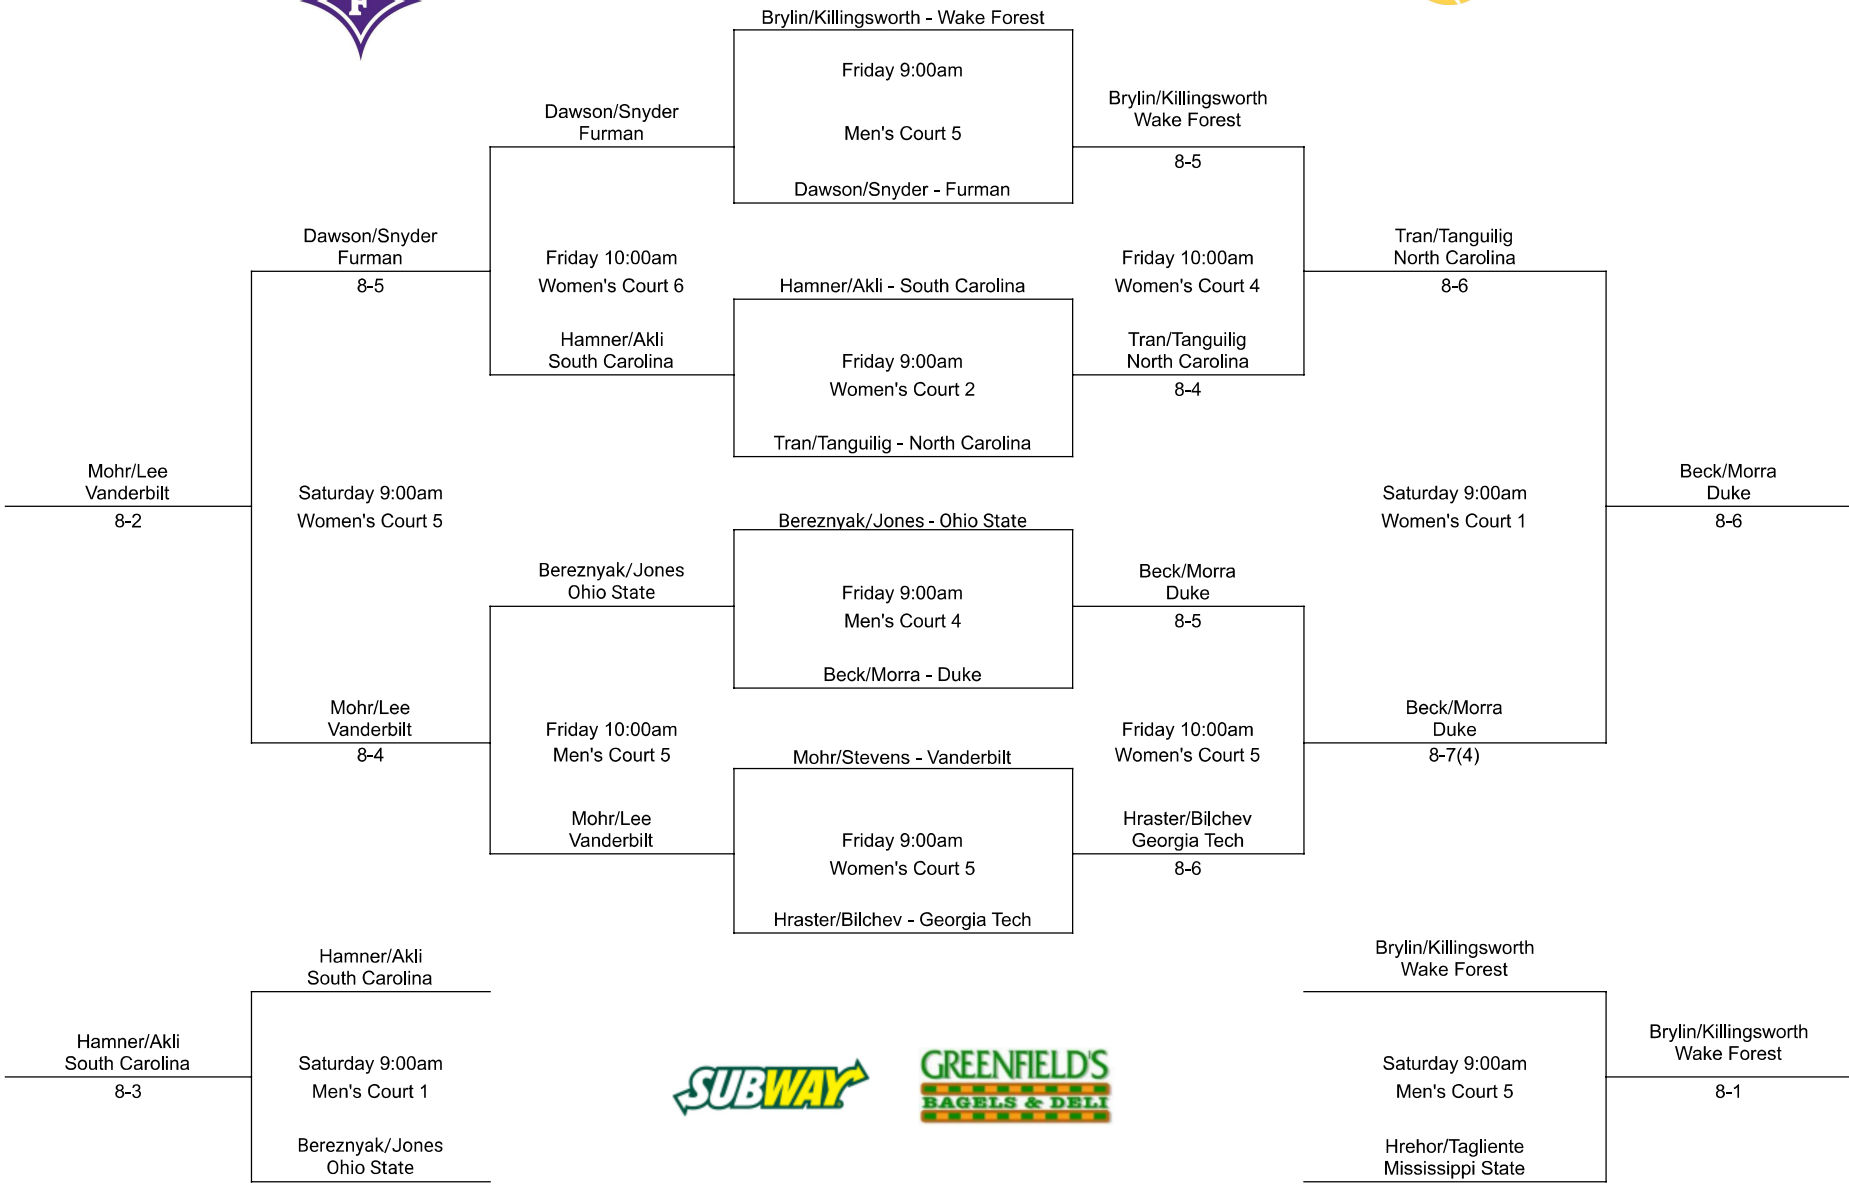 F
Brylin/Killingsworth - Wake Forest
Friday 9:00am
Men's Court 5
Dawson/Snyder - Furman
Dawson/Snyder
Furman
Brylin/Killingsworth
Wake Forest
8-5
Dawson/Snyder
Furman
8-5
Friday 10:00am
Women's Court 6
Hamner/Akli - South Carolina
Friday 9:00am
Women's Court 2
Tran/Tanguilig - North Carolina
Friday 10:00am
Women's Court 4
Tran/Tanguilig
North Carolina
8-6
Hamner/Akli
South Carolina
Tran/Tanguilig
North Carolina
8-4
Mohr/Lee
Vanderbilt
8-2
Saturday 9:00am
Women's Court 5
Bereznyak/Jones - Ohio State
Friday 9:00am
Men's Court 4
Beck/Morra - Duke
Saturday 9:00am
Women's Court 1
Beck/Morra
Duke
8-6
Bereznyak/Jones
Ohio State
Beck/Morra
Duke
8-5
Mohr/Lee
Vanderbilt
8-4
Friday 10:00am
Men's Court 5
Mohr/Stevens - Vanderbilt
Friday 9:00am
Women's Court 5
Hraster/Bilchev - Georgia Tech
Friday 10:00am
Women's Court 5
Beck/Morra
Duke
8-7(4)
Mohr/Lee
Vanderbilt
Hraster/Bilchev
Georgia Tech
8-6
Hamner/Akli
South Carolina
Brylin/Killingsworth
Wake Forest
Hamner/Akli
South Carolina
8-3
Saturday 9:00am
Men's Court 1
SUBWAY
GREENFIELD'S
BAGELS & DELI
Saturday 9:00am
Men's Court 5
Brylin/Killingsworth
Wake Forest
8-1
Bereznyak/Jones
Ohio State
Hrehor/Tagliente
Mississippi State